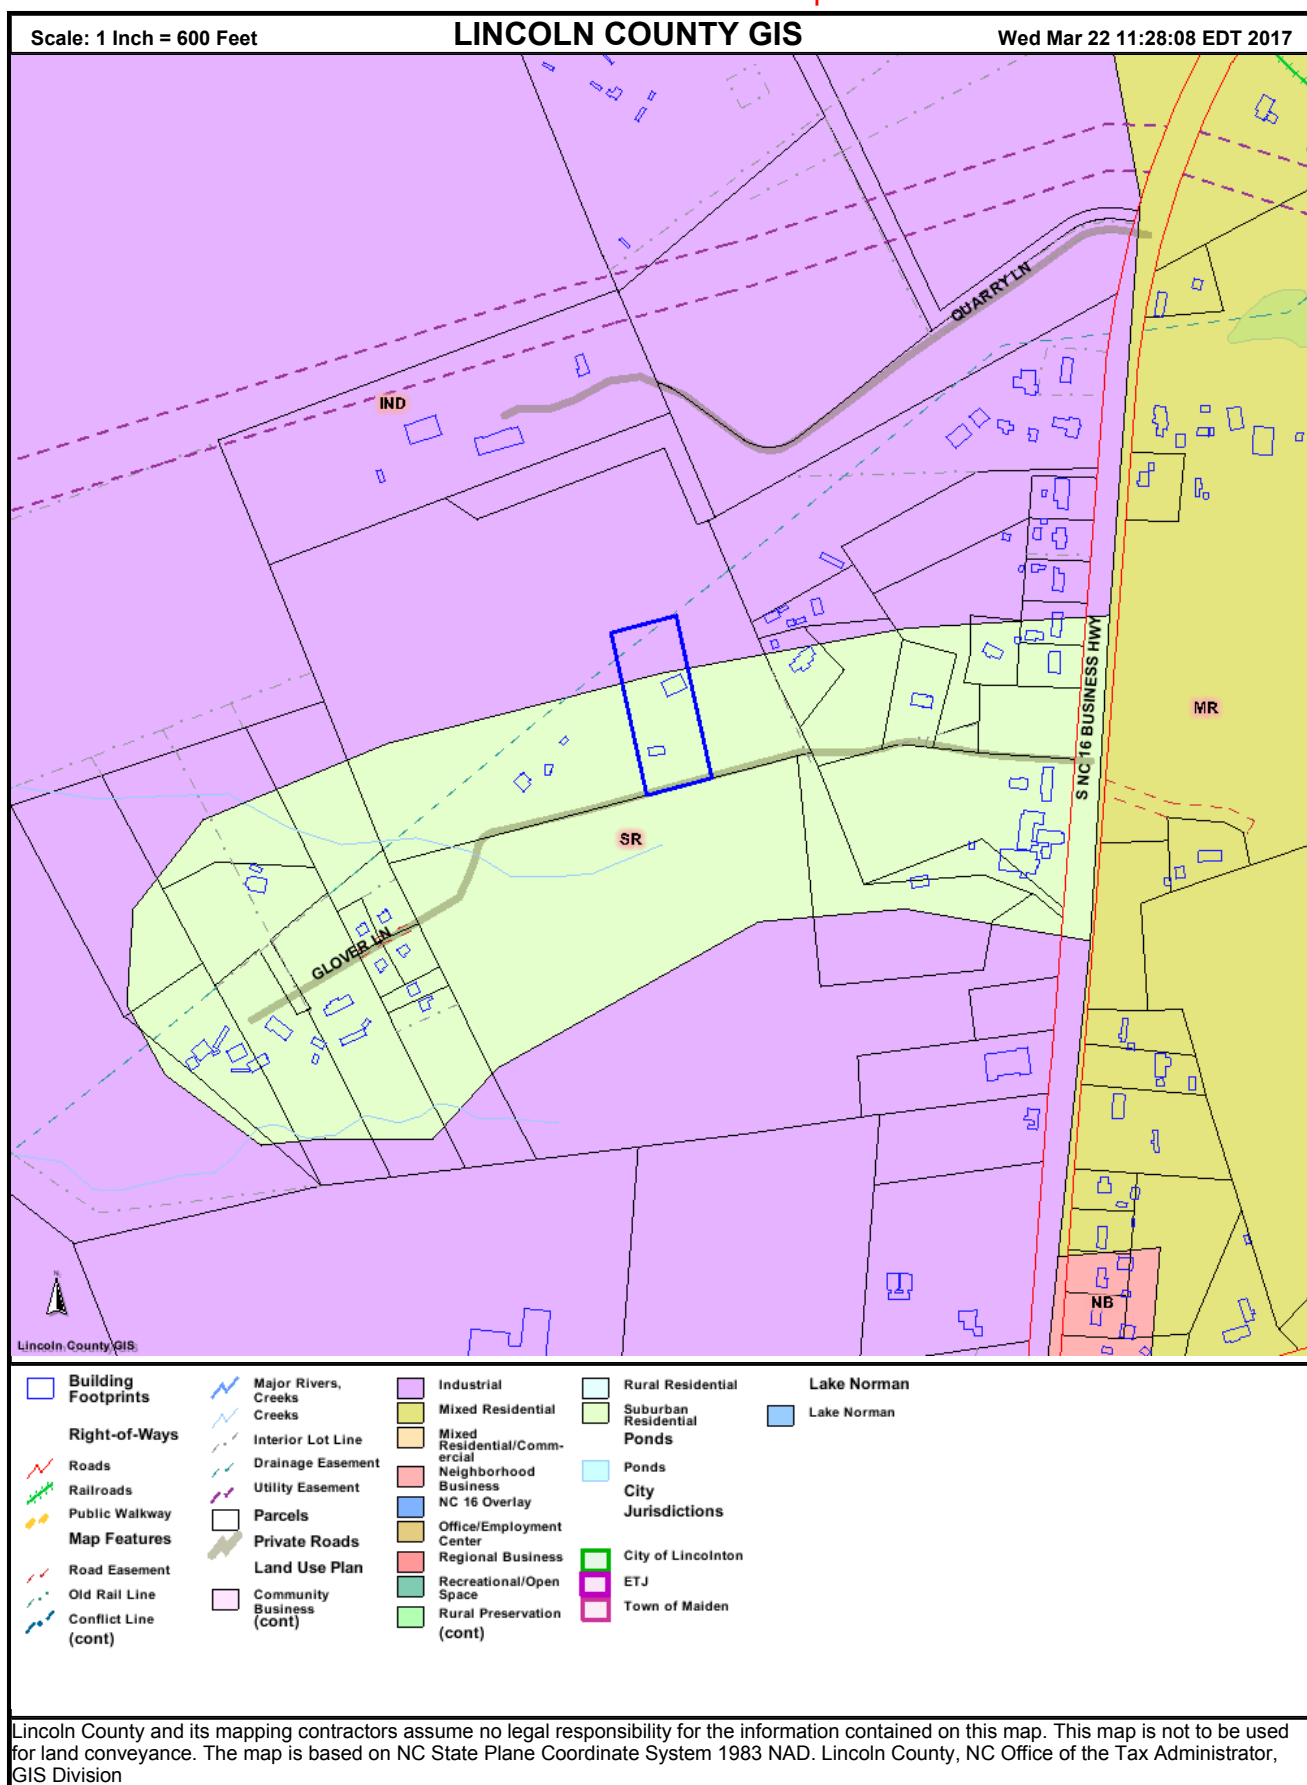 Scale: 1 Inch = 600 Feet
LINCOLN COUNTY GIS
Wed Mar 22 11:28:08 EDT 2017
QUARRY LN
IND
S NC 16 BUSINESS HWY
MR
SR
GLOVER LN
NB
N
Lincoln County GIS
Building
Footprints
Right-of-Ways
Roads
Railroads
Public Walkway
Map Features
Road Easement
Old Rail Line
Conflict Line
(cont)
Major Rivers,
Creeks
Creeks
Interior Lot Line
Drainage Easement
Utility Easement
Parcels
Private Roads
Land Use Plan
Community
Business
(cont)
Industrial
Mixed Residential
Mixed
Residential/Comm-
ercial
Neighborhood
Business
NC 16 Overlay
Office/Employment
Center
Regional Business
Recreational/Open
Space
Rural Preservation
(cont)
Rural Residential
Suburban
Residential
Ponds
Ponds
City
Jurisdictions
City of Lincolnton
ETJ
Town of Maiden
Lake Norman
Lake Norman
Lincoln County and its mapping contractors assume no legal responsibility for the information contained on this map. This map is not to be used
for land conveyance. The map is based on NC State Plane Coordinate System 1983 NAD. Lincoln County, NC Office of the Tax Administrator,
GIS Division